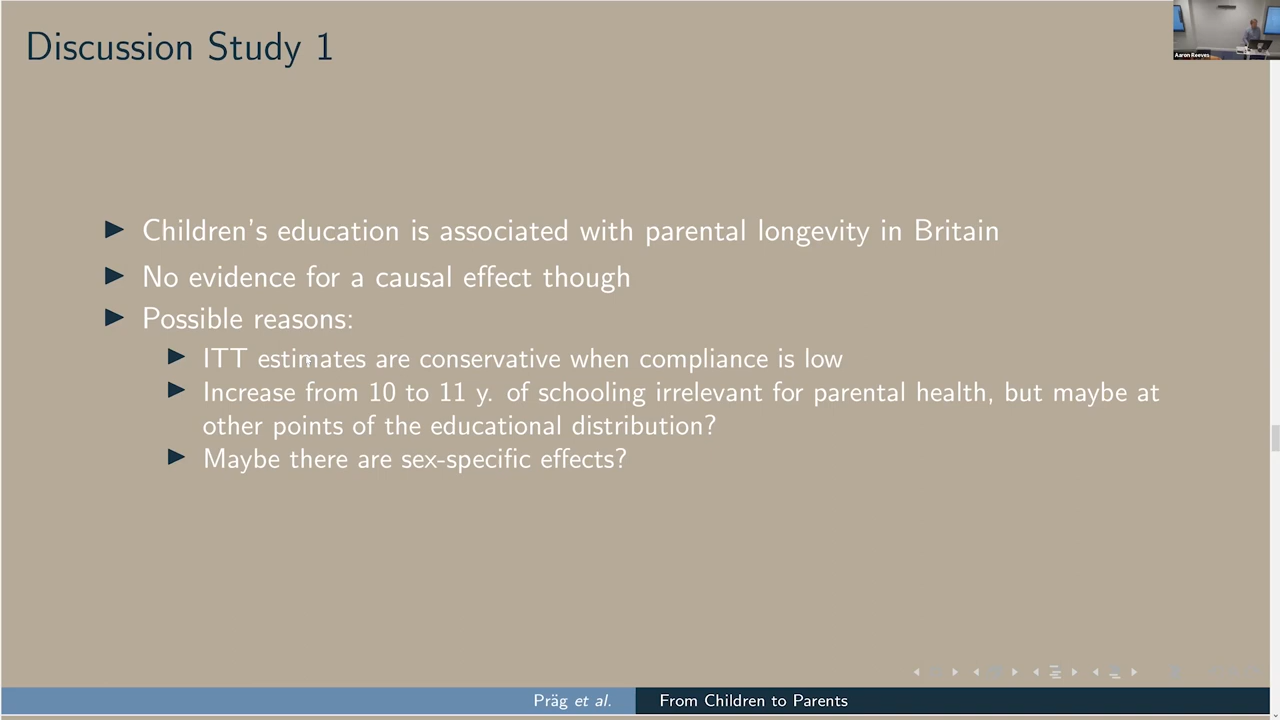 Discussion Study 1
Aaron Reeves
Children's education is associated with parental longevity in Britain
No evidence for a causal effect though
Possible reasons:
ITT estimates are conservative when compliance is low
Increase from 10 to 11 y. of schooling irrelevant for parental health, but maybe at
other points of the educational distribution?
Maybe there are sex-specific effects?
Präg et al.
From Children to Parents